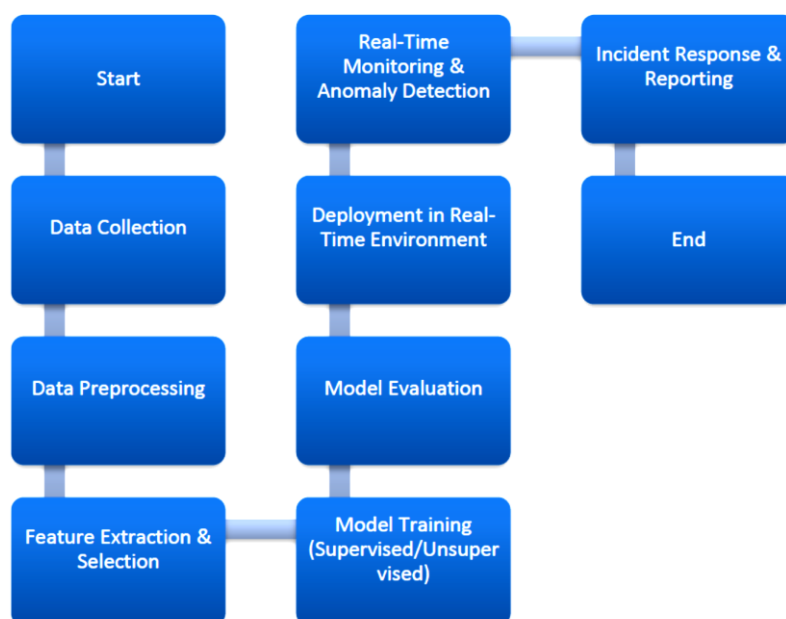 Start
Data Collection
Data Preprocessing
Feature Extraction &
Selection
Model Training
(Supervised/Unsuper
vised)
Model Evaluation
Deployment in Real-
Time Environment
Real-Time
Monitoring &
Anomaly Detection
Incident Response &
Reporting
End